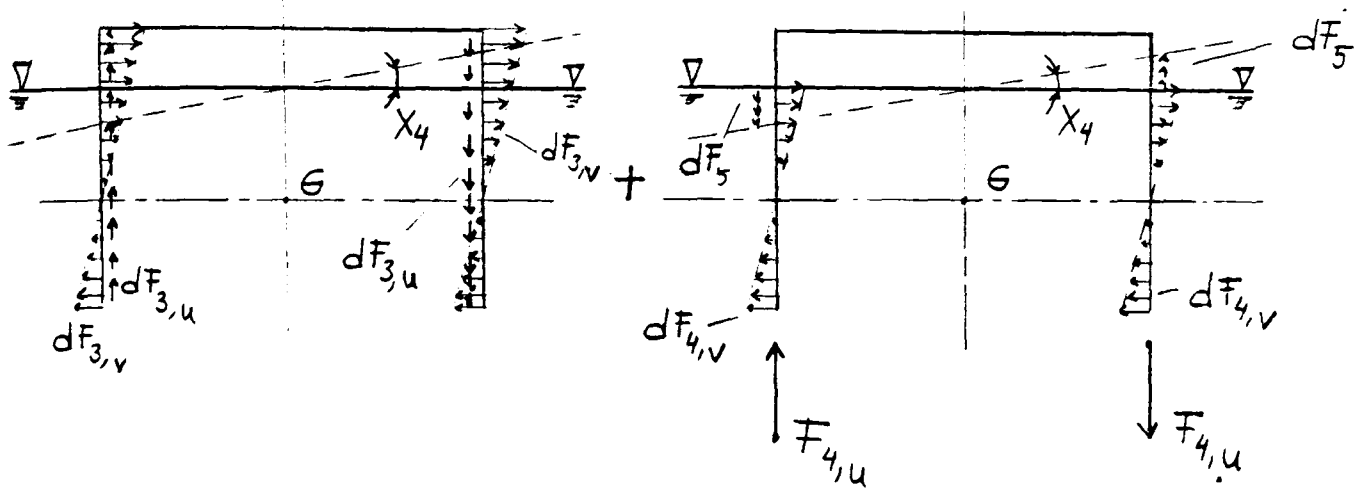 dF₅
X₄
X₄
dF₃,ᵥ
dF₅
G
+
G
dF₃,ᵤ
dF₃,ᵤ
dF₃,ᵥ
dF₄,ᵥ
dF₄,ᵥ
F₄,ᵤ
F₄,ᵤ